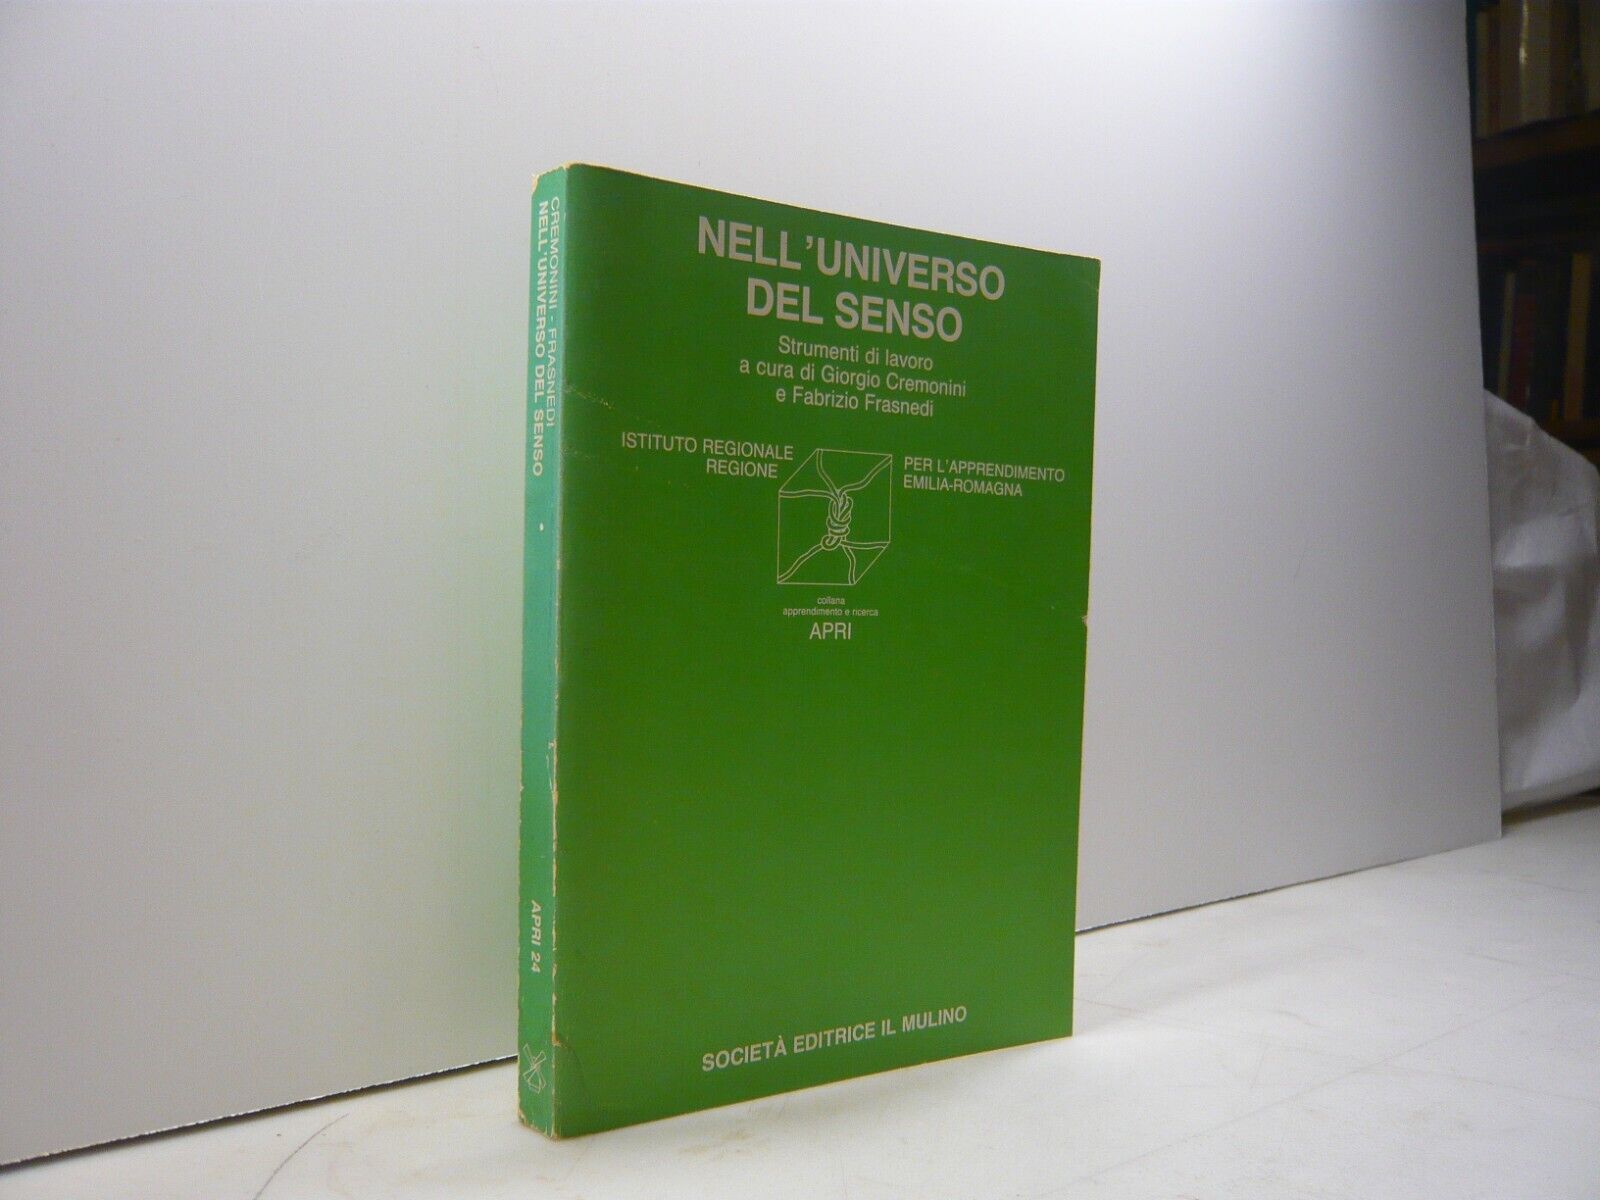 CREMONINI - FRASNEDI
NELL'UNIVERSO DEL SENSO
APRI 24
NELL'UNIVERSO
DEL SENSO
Strumenti di lavoro
a cura di Giorgio Cremonini
e Fabrizio Frasnedi
ISTITUTO REGIONALE PER L'APPRENDIMENTO
REGIONE EMILIA-ROMAGNA
collana
apprendimento e ricerca
APRI
SOCIETÀ EDITRICE IL MULINO